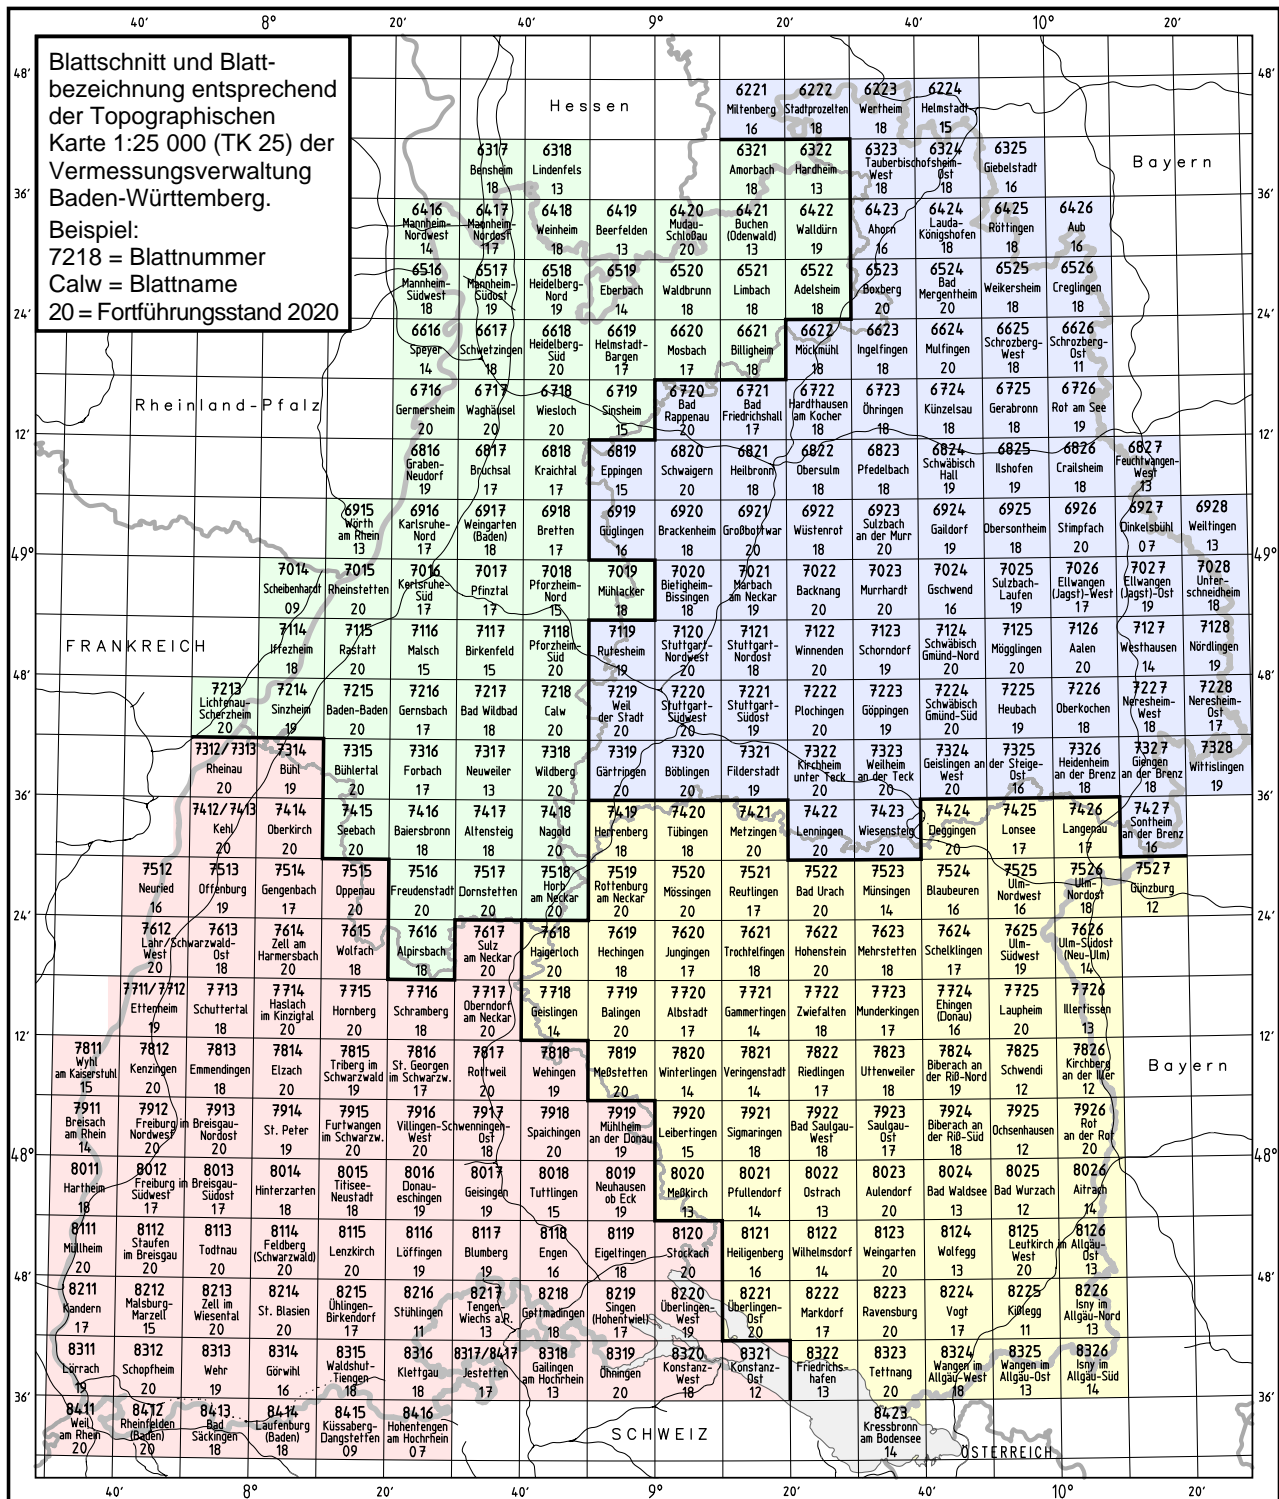 40' 8° 20' 40' 9° 20' 40' 10° 20'
Blattschnitt und Blatt-
bezeichnung entsprechend
der Topographischen
Karte 1:25 000 (TK 25) der
Vermessungsverwaltung
Baden-Württemberg.
Beispiel:
7218 = Blattnummer
Calw = Blattname
20 = Fortführungsstand 2020
48' 48'
Hessen
6221 6222 6223 6224
Miltenberg Stadtprozelten Wertheim Helmstadt
16 18 18 15
Bayern
6317 6318 6321 6322 6323 6324 6325
Bensheim Lindenfels Amorbach Hardheim Tauberbischofsheim-West Ost Giebelstadt
18 13 18 13 18 18 16
36' 36'
6416 6417 6418 6419 6420 6421 6422 6423 6424 6425 6426
Mannheim-Nordwest Mannheim-Nordost Weinheim Beerfelden Mudau-Schloßau Buchen (Odenwald) Walldürn Ahorn Lauda-Königshofen Röttingen Aub
14 17 18 13 20 13 19 16 18 18 16
6516 6517 6518 6519 6520 6521 6522 6523 6524 6525 6526
Mannheim-Südwest Mannheim-Südost Heidelberg-Nord Eberbach Waldbrunn Limbach Adelsheim Boxberg Bad Mergentheim Weikersheim Creglingen
18 19 19 14 18 18 18 20 20 18 18
24' 24'
6616 6617 6618 6619 6620 6621 6622 6623 6624 6625 6626
Speyer Schwetzingen Heidelberg-Süd Helmstadt-Bargen Mosbach Billigheim Möckmühl Ingelfingen Mulfingen Schrozberg-West Schrozberg-Ost
14 18 20 17 17 18 18 18 20 18 11
Rheinland-Pfalz
6716 6717 6718 6719 6720 6721 6722 6723 6724 6725 6726
Germersheim Waghäusel Wiesloch Sinsheim Bad Rappenau Bad Friedrichshall Hardthausen am Kocher Öhringen Künzelsau Gerabronn Rot am See
20 20 20 15 20 17 18 18 18 18 19
12' 12'
6816 6817 6818 6819 6820 6821 6822 6823 6824 6825 6826 6827
Graben-Neudorf Bruchsal Kraichtal Eppingen Schwaigern Heilbronn Obersulm Pfedelbach Schwäbisch Hall Ilshofen Crailsheim Feuchtwangen-West
19 17 17 15 20 18 18 18 19 19 18 13
6915 6916 6917 6918 6919 6920 6921 6922 6923 6924 6925 6926 6927 6928
Wörth am Rhein Karlsruhe-Nord Weingarten (Baden) Bretten Güglingen Brackenheim Großbottwar Wüstenrot Sulzbach an der Murr Gaildorf Obersontheim Stimpfach Dinkelsbühl Weiltingen
13 17 18 17 16 18 20 18 20 19 18 20 07 13
49° 49°
7014 7015 7016 7017 7018 7019 7020 7021 7022 7023 7024 7025 7026 7027 7028
Scheibenhardt Rheinstetten Karlsruhe-Süd Pfinztal Pforzheim-Nord Mühlacker Bietigheim-Bissingen Marbach am Neckar Backnang Murrhardt Gschwend Sulzbach-Laufen Ellwangen (Jagst)-West Ellwangen (Jagst)-Ost Unter-schneidheim
09 20 17 17 15 18 18 19 20 20 16 19 17 19 18
FRANKREICH
7114 7115 7116 7117 7118 7119 7120 7121 7122 7123 7124 7125 7126 7127 7128
Iffezheim Rastatt Malsch Birkenfeld Pforzheim-Süd Rutesheim Stuttgart-Nordwest Stuttgart-Nordost Winnenden Schorndorf Schwäbisch Gmünd-Nord Mögglingen Aalen Westhausen Nördlingen
18 20 15 15 20 19 20 18 20 19 20 20 20 14 19
48' 48'
7213 7214 7215 7216 7217 7218 7219 7220 7221 7222 7223 7224 7225 7226 7227 7228
Lichtenau-Scherzheim Sinzheim Baden-Baden Gernsbach Bad Wildbad Calw Weil der Stadt Stuttgart-Südwest Stuttgart-Südost Plochingen Göppingen Schwäbisch Gmünd-Süd Heubach Oberkochen Neresheim-West Neresheim-Ost
20 19 20 17 18 20 20 20 19 20 19 20 19 18 18 17
7312/7313 7314 7315 7316 7317 7318 7319 7320 7321 7322 7323 7324 7325 7326 7327 7328
Rheinau Bühl Bühlertal Forbach Neuweiler Wildberg Gärtringen Böblingen Filderstadt Kirchheim unter Teck Weilheim an der Teck Geislingen an der Steige-West Ost Heidenheim an der Brenz Giengen an der Brenz Wittislingen
20 19 20 17 13 20 20 20 19 20 20 20 16 18 18 19
36' 36'
7412/7413 7414 7415 7416 7417 7418 7419 7420 7421 7422 7423 7424 7425 7426 7427
Kehl Oberkirch Seebach Baiersbronn Altensteig Nagold Herrenberg Tübingen Metzingen Lenningen Wiesensteig Deggingen Lonsee Langenau Sontheim an der Brenz
20 20 20 18 18 20 18 18 20 20 20 20 17 17 16
7512 7513 7514 7515 7516 7517 7518 7519 7520 7521 7522 7523 7524 7525 7526 7527
Neuried Offenburg Gengenbach Oppenau Freudenstadt Dornstetten Horb am Neckar Rottenburg am Neckar Mössingen Reutlingen Bad Urach Münsingen Blaubeuren Ulm-Nordwest Ulm-Nordost Günzburg
16 19 17 20 20 20 20 20 20 17 20 14 16 16 18 12
24' 24'
7612 7613 7614 7615 7616 7617 7618 7619 7620 7621 7622 7623 7624 7625 7626
Lahr/Schwarzwald-West Ost Zell am Harmersbach Wolfach Alpirsbach Sulz am Neckar Haigerloch Hechingen Jungingen Trochtelfingen Hohenstein Mehrstetten Schelklingen Ulm-Südwest Ulm-Südost (Neu-Ulm)
20 18 20 18 18 20 20 18 17 18 20 18 17 19 14
7711/7712 7713 7714 7715 7716 7717 7718 7719 7720 7721 7722 7723 7724 7725 7726
Ettenheim Schuttertal Haslach im Kinzigtal Hornberg Schramberg Oberndorf am Neckar Geislingen Balingen Albstadt Gammertingen Zwiefalten Munderkingen Ehingen (Donau) Laupheim Illertissen
19 18 20 20 18 20 14 20 17 14 18 17 16 20 13
12' 12'
7811 7812 7813 7814 7815 7816 7817 7818 7819 7820 7821 7822 7823 7824 7825 7826
Wyhl am Kaiserstuhl Kenzingen Emmendingen Elzach Triberg im Schwarzwald St. Georgen im Schwarzw. Rottweil Wehingen Meßstetten Winterlingen Veringenstadt Riedlingen Uttenweiler Biberach an der Riß-Nord Schwendi Kirchberg an der Iller
15 20 18 20 19 17 20 19 20 14 14 17 18 19 12 12
Bayern
7911 7912 7913 7914 7915 7916 7917 7918 7919 7920 7921 7922 7923 7924 7925 7926
Breisach am Rhein Freiburg im Breisgau-Nordwest Nordost St. Peter Furtwangen im Schwarzw. Villingen-Schwenningen-West Ost Spaichingen Mühlheim an der Donau Leibertingen Sigmaringen Bad Saulgau-West Saulgau-Ost Biberach an der Riß-Süd Ochsenhausen Rot an der Rot
14 20 20 19 20 20 18 20 19 15 18 18 17 18 12 20
48° 48°
8011 8012 8013 8014 8015 8016 8017 8018 8019 8020 8021 8022 8023 8024 8025 8026
Hartheim Freiburg im Breisgau-Südwest Südost Hinterzarten Titisee-Neustadt Donau-eschingen Geisingen Tuttlingen Neuhausen ob Eck Meßkirch Pfullendorf Ostrach Aulendorf Bad Waldsee Bad Wurzach Aitrach
18 17 17 18 18 19 19 15 19 13 14 13 20 13 12 14
8111 8112 8113 8114 8115 8116 8117 8118 8119 8120 8121 8122 8123 8124 8125 8126
Müllheim Staufen im Breisgau Todtnau Feldberg (Schwarzwald) Lenzkirch Löffingen Blumberg Engen Eigeltingen Stockach Heiligenberg Wilhelmsdorf Weingarten Wolfegg Leutkirch im Allgäu-West Ost
20 20 20 20 20 19 19 16 18 20 16 14 20 13 20 13
48' 48'
8211 8212 8213 8214 8215 8216 8217 8218 8219 8220 8221 8222 8223 8224 8225 8226
Kandern Malsburg-Marzell Zell im Wiesental St. Blasien Ühlingen-Birkendorf Stühlingen Tengen-Wiechs a.R. Gottmadingen Singen (Hohentwiel) Überlingen-West Überlingen-Ost Markdorf Ravensburg Vogt Kißlegg Isny im Allgäu-Nord
17 15 20 20 17 11 13 18 17 19 20 17 20 17 11 13
8311 8312 8313 8314 8315 8316 8317/8417 8318 8319 8320 8321 8322 8323 8324 8325 8326
Lörrach Schopfheim Wehr Görwihl Waldshut-Tiengen Klettgau Jestetten Gailingen am Hochrhein Öhningen Konstanz-West Konstanz-Ost Friedrichs-hafen Tettnang Wangen im Allgäu-West Wangen im Allgäu-Ost Isny im Allgäu-Süd
19 20 19 16 18 18 17 13 20 18 12 13 20 18 13 14
36' 36'
8411 8412 8413 8414 8415 8416 8423
Weil am Rhein Rheinfelden (Baden) Bad Säckingen Laufenburg (Baden) Küssaberg-Dangstetten Hohentengen am Hochrhein Kressbronn am Bodensee
20 20 18 18 09 07 14
SCHWEIZ
ÖSTERREICH
40' 8° 20' 40' 9° 20' 40' 10° 20'